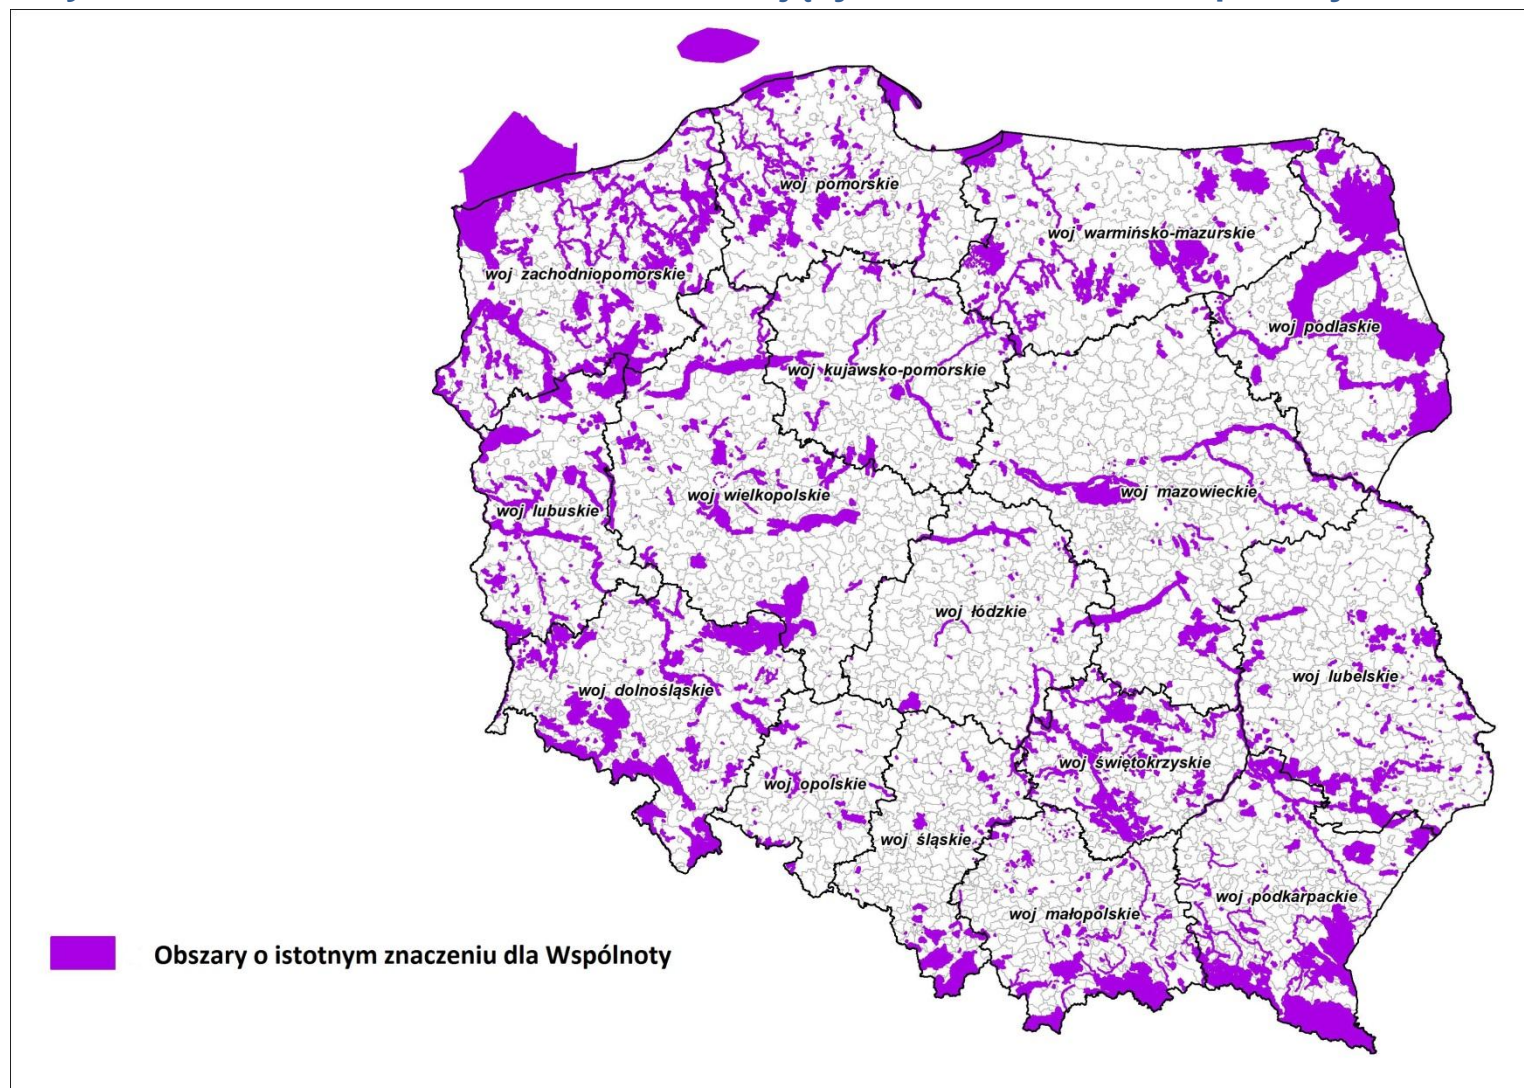 woj pomorskie
woj warmińsko-mazurskie
woj zachodniopomorskie
woj podlaskie
woj kujawsko-pomorskie
woj mazowieckie
woj wielkopolskie
woj lubuskie
woj łódzkie
woj lubelskie
woj dolnośląskie
woj świętokrzyskie
woj opolskie
woj śląskie
woj podkarpackie
woj małopolskie
Obszary o istotnym znaczeniu dla Wspólnoty